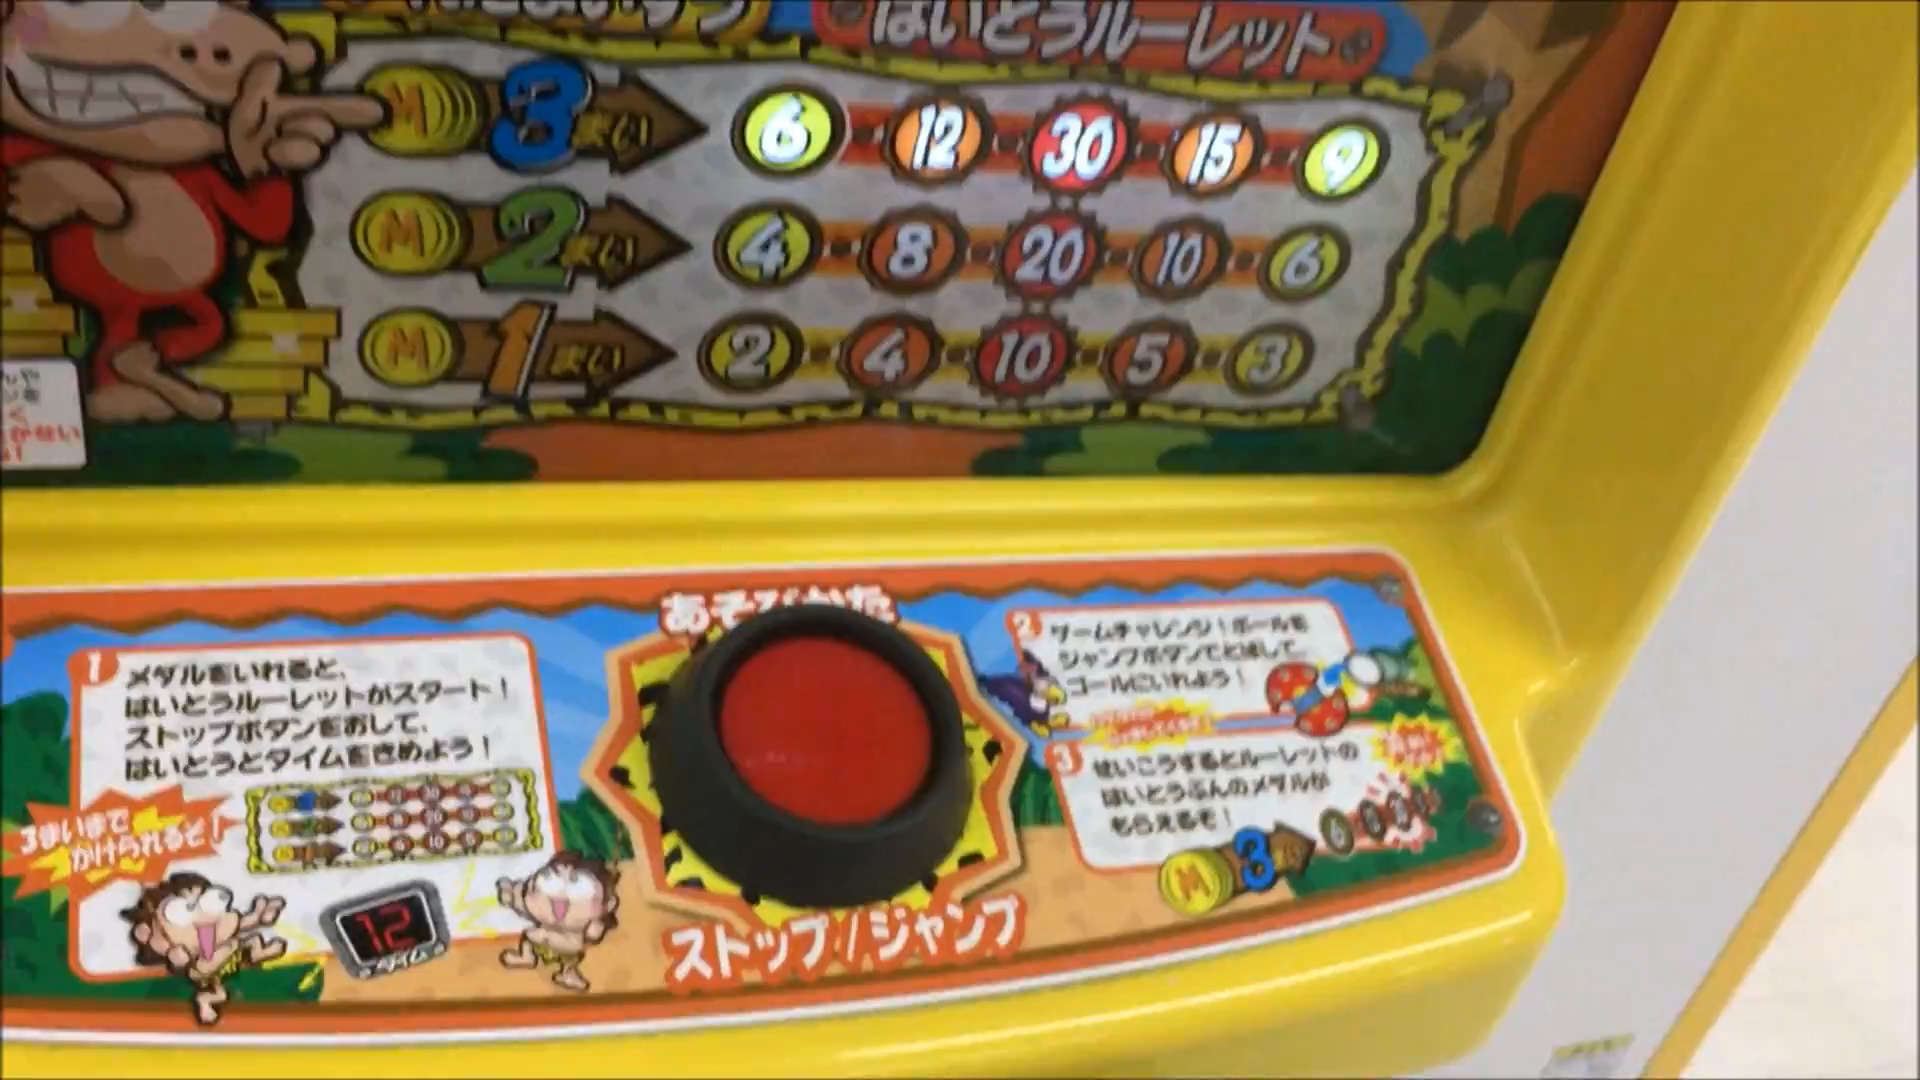 はいとうルーレット
M 3 まい 6 12 30 15 9
M 2 まい 4 8 20 10 6
M 1 まい 2 4 10 5 3
あそびかた
1 メダルをいれると、
はいとうルーレットがスタート!
ストップボタンをおして、
はいとうとタイムをきめよう!
3まいまで
かけられるぞ!
12
タイム
ストップ/ジャンプ
2 ゲームチャレンジ!ボールを
ジャンプボタンでとばして、
ゴールにいれよう!
3 せいこうするとルーレットの
はいとうぶんのメダルが
もらえるぞ!
M 3